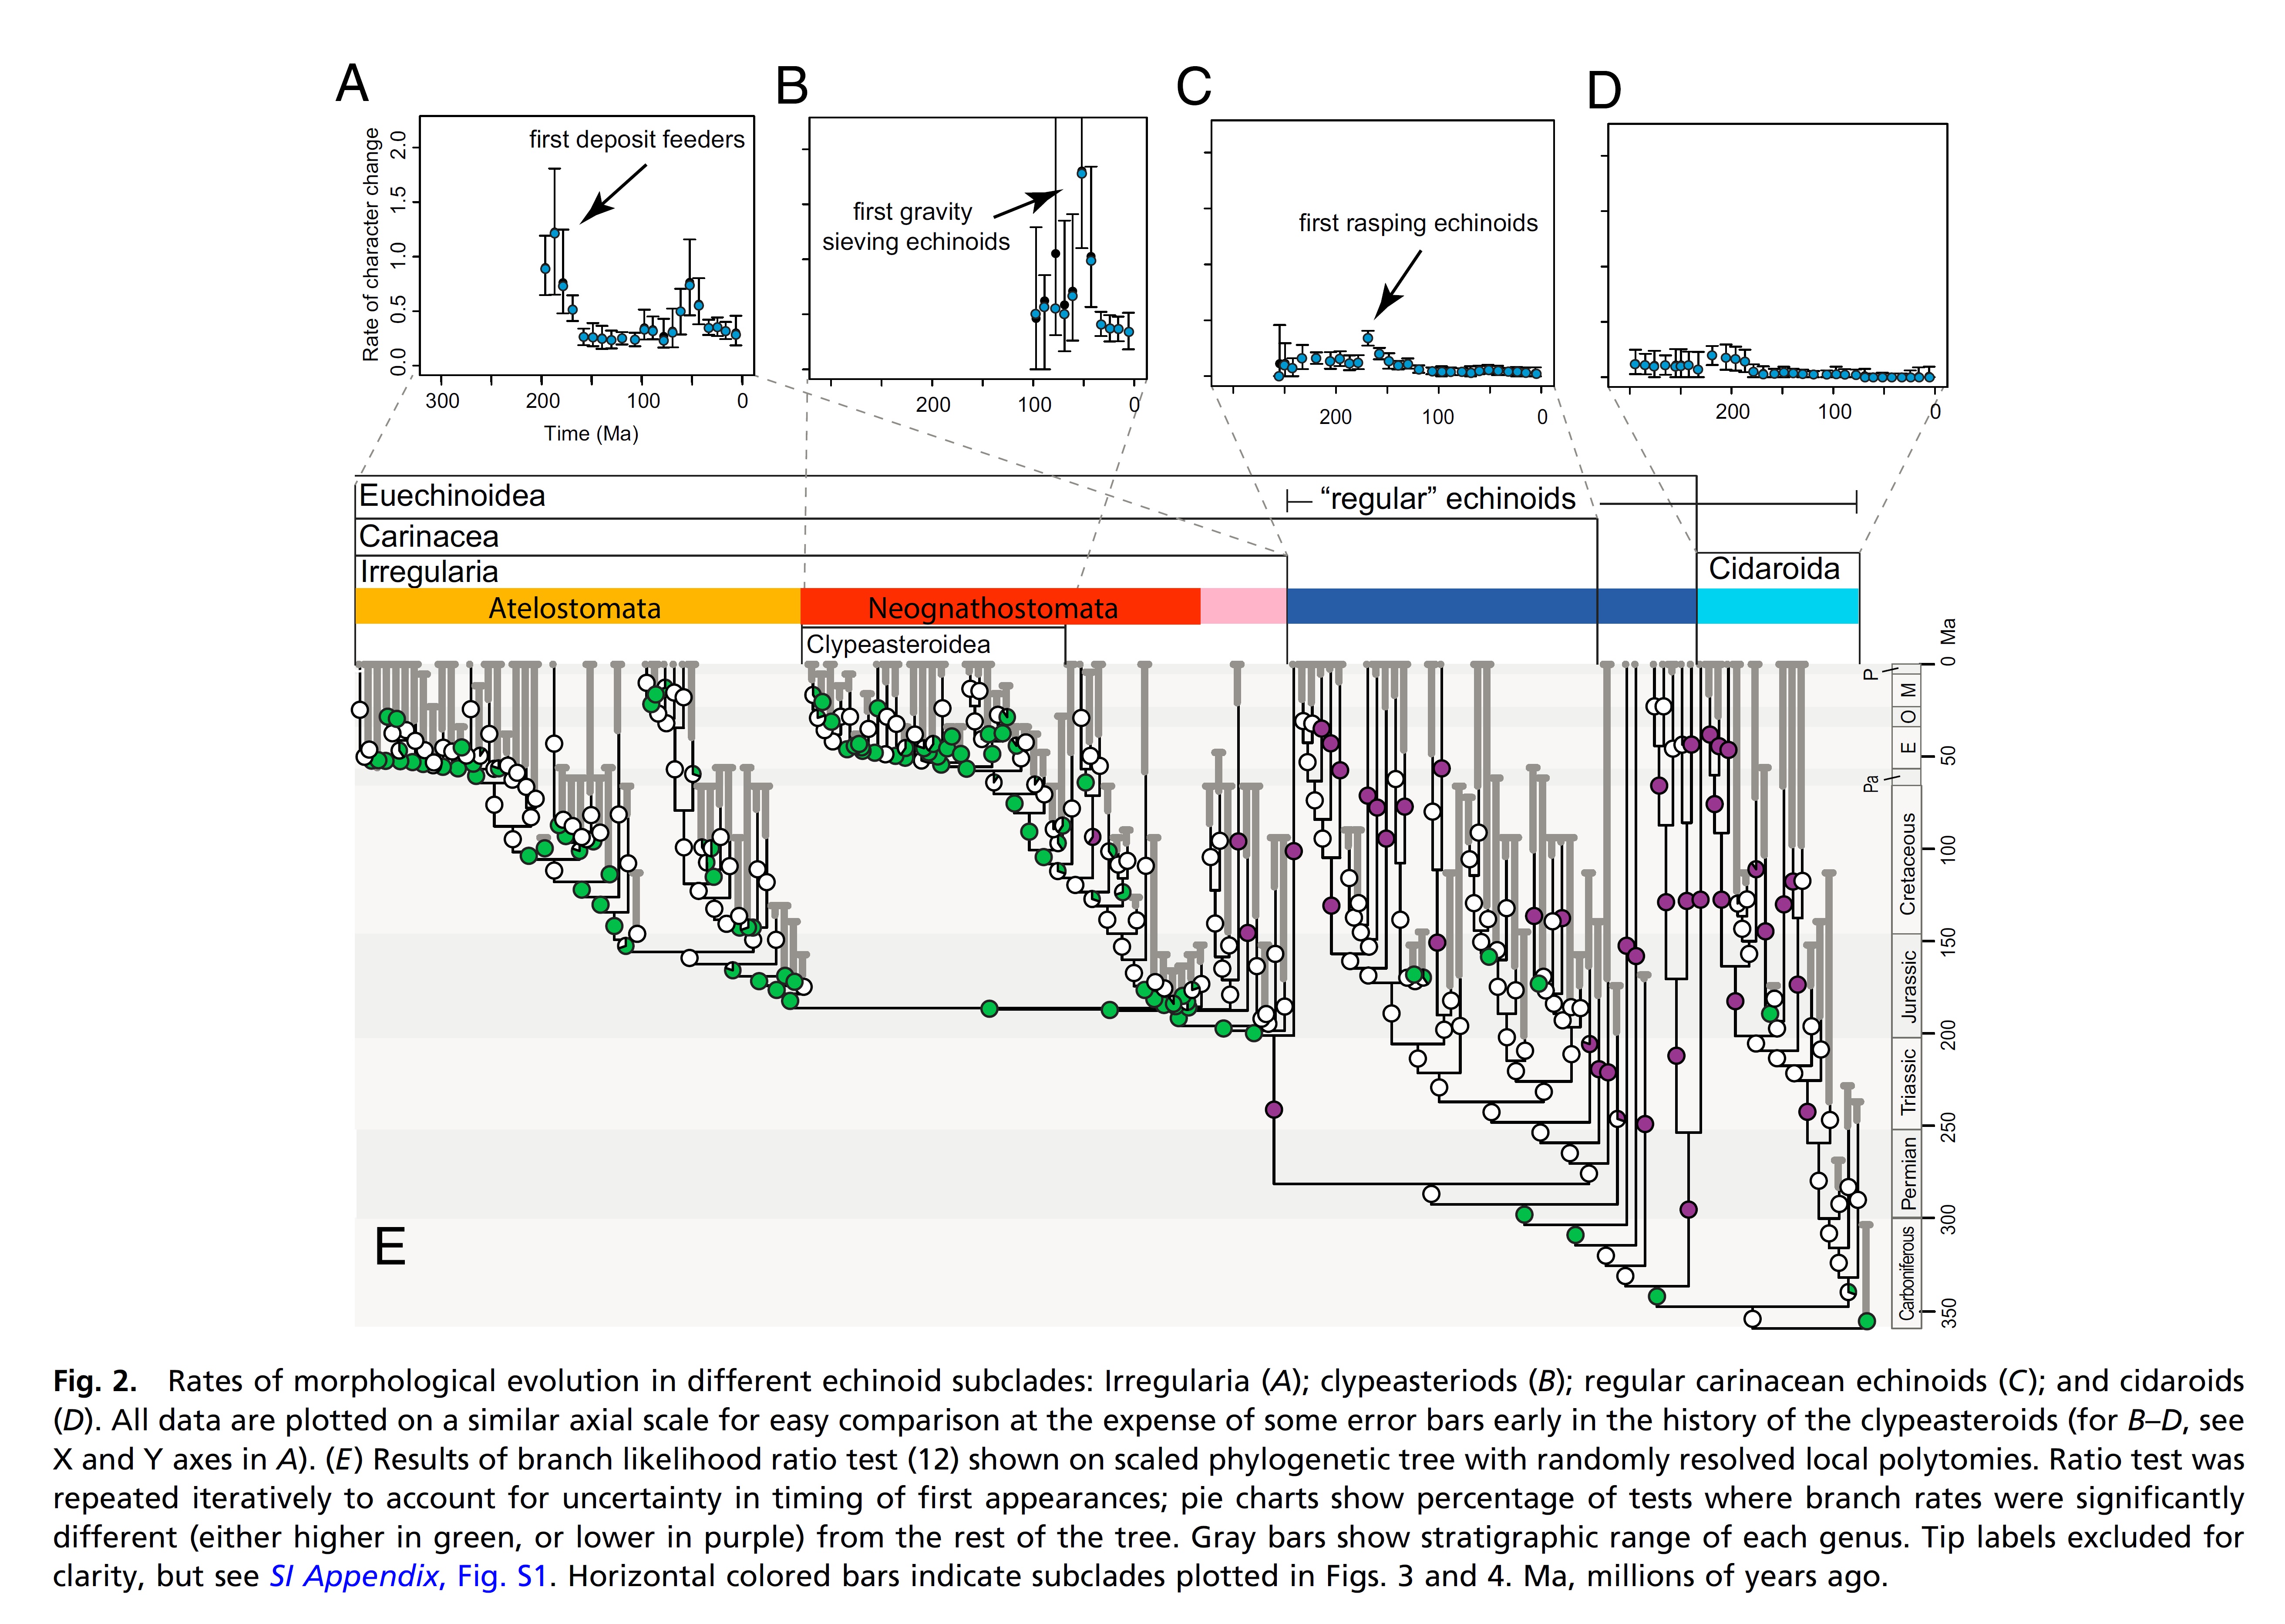 A
B
C
D
Rate of character change
2.0
1.5
1.0
0.5
0.0
first deposit feeders
first gravity
sieving echinoids
first rasping echinoids
300
200
100
0
Time (Ma)
200
100
0
200
100
0
200
100
0
Euechinoidea
"regular" echinoids
Carinacea
Irregularia
Cidaroida
Atelostomata
Neognathostomata
Clypeasteroidea
Ma
0
50
100
150
200
250
300
350
P
M
O
E
Pa
Cretaceous
Jurassic
Triassic
Permian
Carboniferous
E
Fig. 2. Rates of morphological evolution in different echinoid subclades: Irregularia (A); clypeasteriods (B); regular carinacean echinoids (C); and cidaroids
(D). All data are plotted on a similar axial scale for easy comparison at the expense of some error bars early in the history of the clypeasteroids (for B–D, see
X and Y axes in A). (E) Results of branch likelihood ratio test (12) shown on scaled phylogenetic tree with randomly resolved local polytomies. Ratio test was
repeated iteratively to account for uncertainty in timing of first appearances; pie charts show percentage of tests where branch rates were significantly
different (either higher in green, or lower in purple) from the rest of the tree. Gray bars show stratigraphic range of each genus. Tip labels excluded for
clarity, but see SI Appendix, Fig. S1. Horizontal colored bars indicate subclades plotted in Figs. 3 and 4. Ma, millions of years ago.